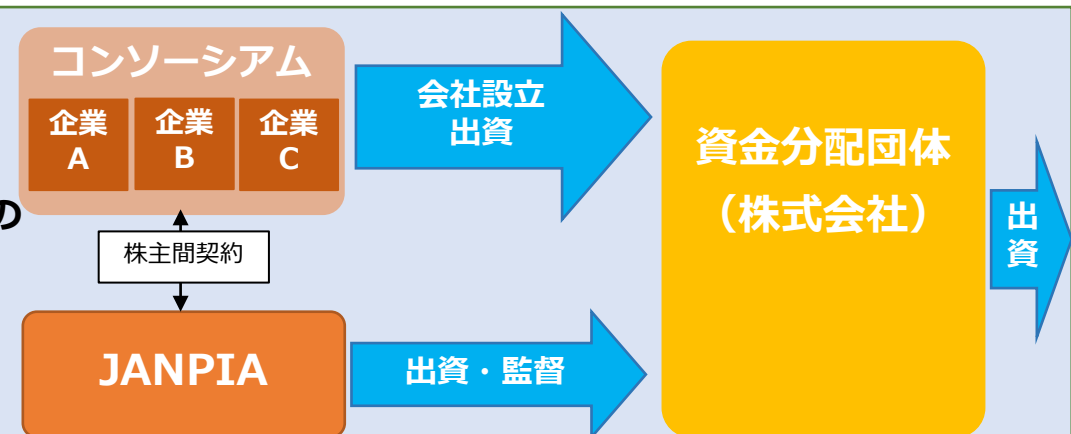 コンソーシアム
企業
A
企業
B
企業
C
会社設立
出資
資金分配団体
（株式会社）
出
資
の
株主間契約
JANPIA
出資・監督